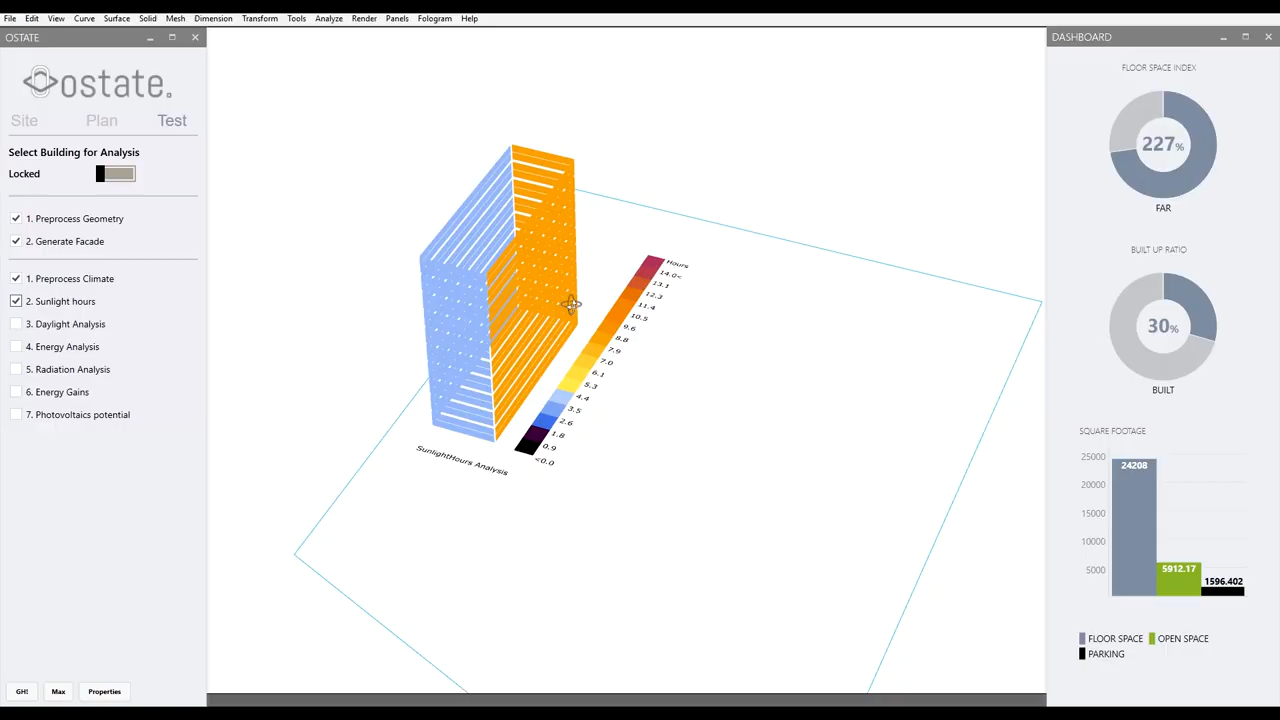 File Edit View Curve Surface Solid Mesh Dimension Transform Tools Analyze Render Panels Fologram Help
OSTATE
ostate.
Site Plan Test
Select Building for Analysis
Locked
1. Preprocess Geometry
2. Generate Facade
1. Preprocess Climate
2. Sunlight hours
3. Daylight Analysis
4. Energy Analysis
5. Radiation Analysis
6. Energy Gains
7. Photovoltaics potential
GH! Max Properties
Hours
14.0<
13.1
12.3
11.4
10.5
9.6
8.8
7.9
7.0
6.1
5.3
4.4
3.5
2.6
1.8
0.9
<0.0
SunlightHours Analysis
DASHBOARD
FLOOR SPACE INDEX
227%
FAR
BUILT UP RATIO
30%
BUILT
SQUARE FOOTAGE
25000
20000
15000
10000
5000
24208
5912.17
1596.402
FLOOR SPACE OPEN SPACE
PARKING